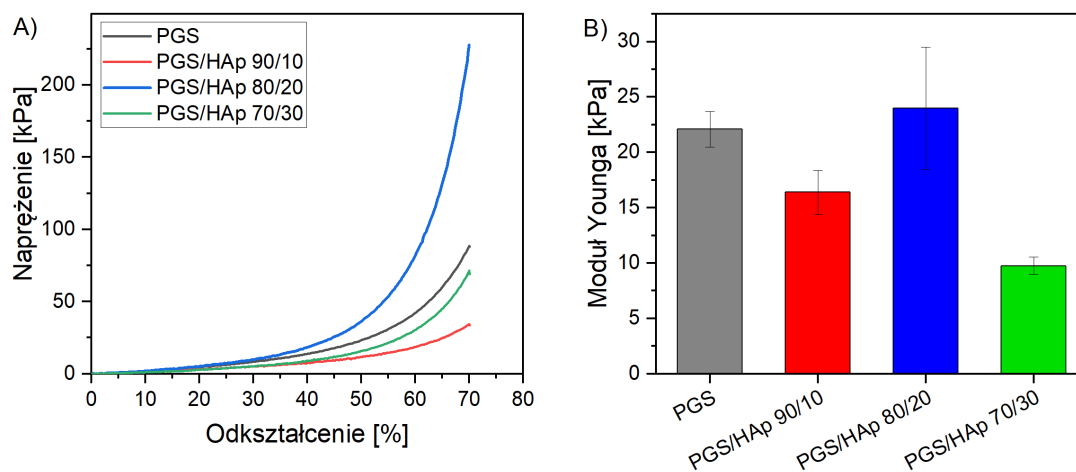 A)
PGS
PGS/HAp 90/10
PGS/HAp 80/20
PGS/HAp 70/30
Naprężenie [kPa]
200
150
100
50
25
0
0 10 20 30 40 50 60 70 80
Odkształcenie [%]
B)
Moduł Younga [kPa]
30
25
20
15
10
5
0
PGS
PGS/HAp 90/10
PGS/HAp 80/20
PGS/HAp 70/30